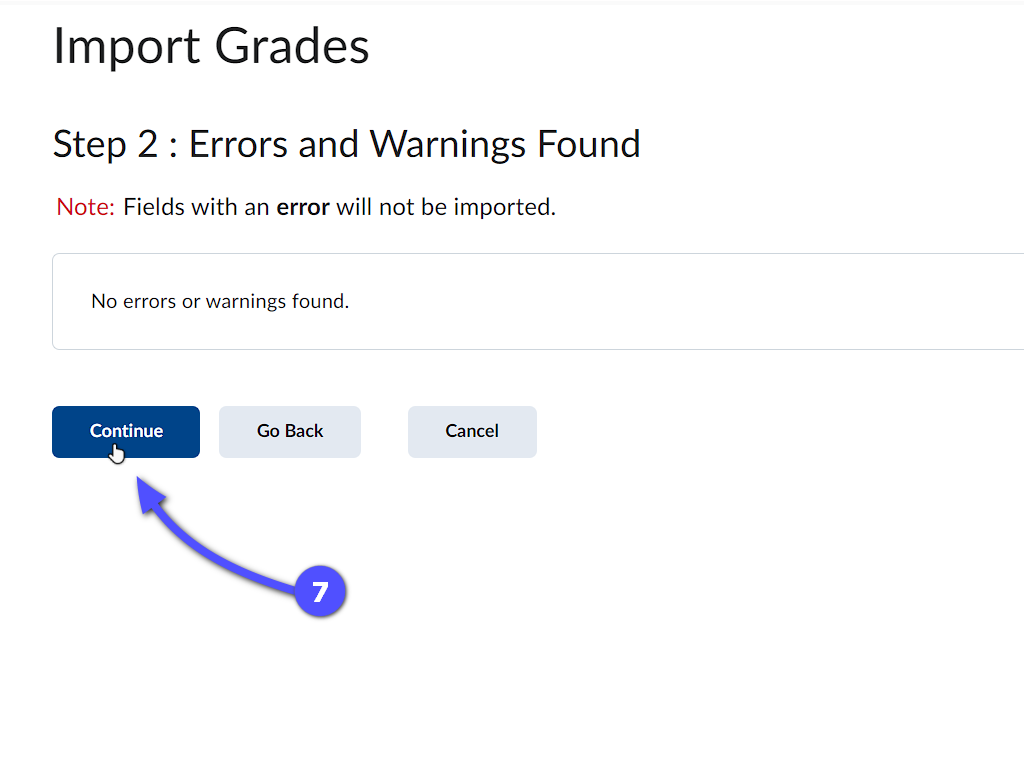 Import Grades
Step 2 : Errors and Warnings Found
Note: Fields with an error will not be imported.
No errors or warnings found.
Continue Go Back Cancel
7